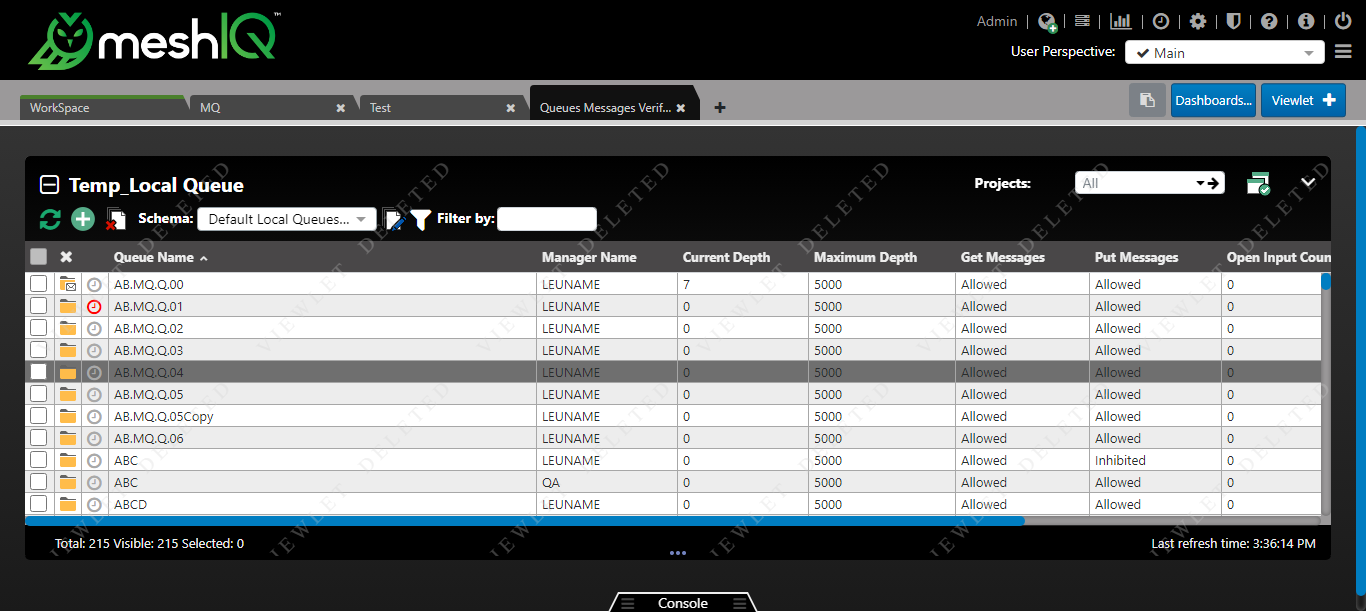 meshIQ™
Admin
User Perspective: Main
WorkSpace MQ Test Queues Messages Verif... Dashboards... Viewlet
Temp_Local Queue Projects: All
Schema: Default Local Queues... Filter by:
Queue Name Manager Name Current Depth Maximum Depth Get Messages Put Messages Open Input Coun
AB.MQ.Q.00 LEUNAME 7 5000 Allowed Allowed 0
AB.MQ.Q.01 LEUNAME 0 5000 Allowed Allowed 0
AB.MQ.Q.02 LEUNAME 0 5000 Allowed Allowed 0
AB.MQ.Q.03 LEUNAME 0 5000 Allowed Allowed 0
AB.MQ.Q.04 LEUNAME 0 5000 Allowed Allowed 0
AB.MQ.Q.05 LEUNAME 0 5000 Allowed Allowed 0
AB.MQ.Q.05Copy LEUNAME 0 5000 Allowed Allowed 0
AB.MQ.Q.06 LEUNAME 0 5000 Allowed Allowed 0
ABC LEUNAME 0 5000 Allowed Inhibited 0
ABC QA 0 5000 Allowed Allowed 0
ABCD LEUNAME 0 5000 Allowed Allowed 0
VIEWLET DELETED
Total: 215 Visible: 215 Selected: 0 Last refresh time: 3:36:14 PM
Console